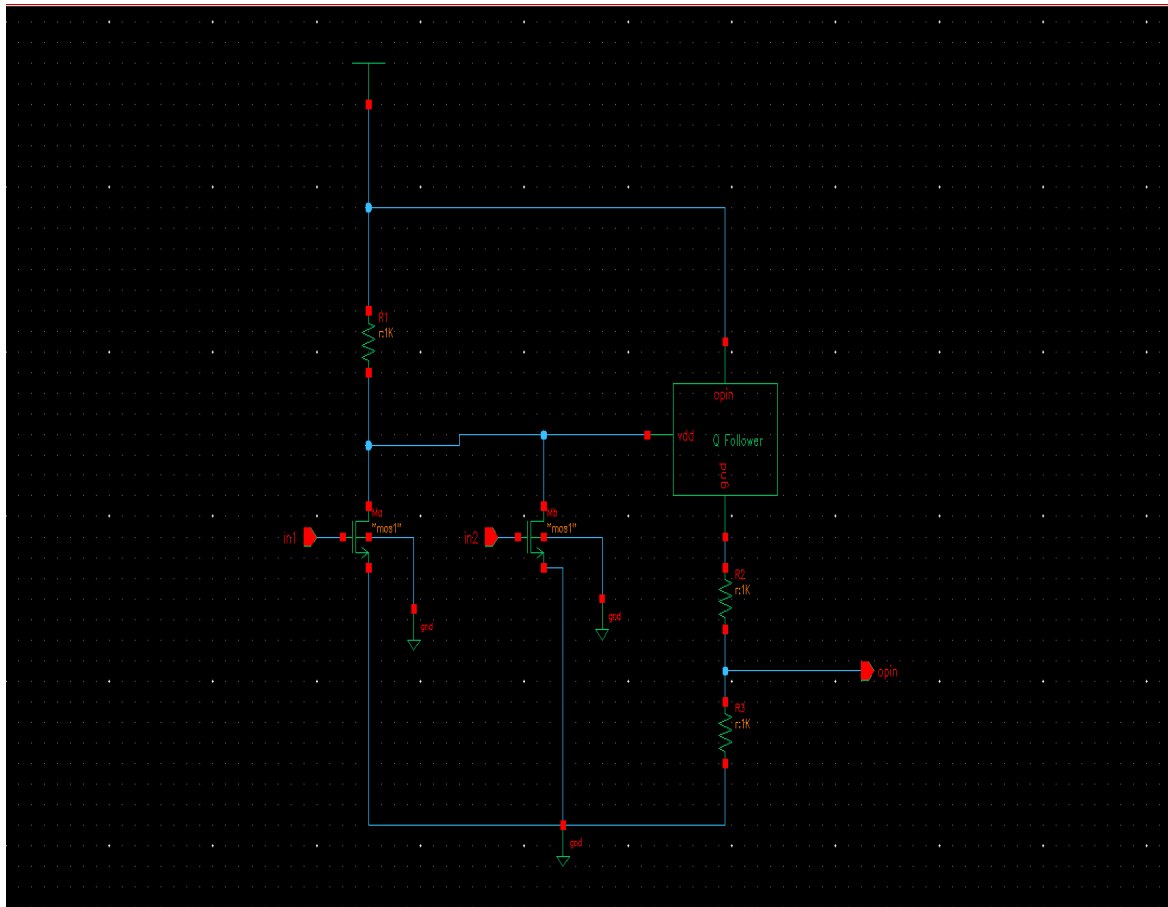 R1
r:1K
opin
vdd
Q Follower
gnd
Ma
"mos1"
in1
Mb
"mos1"
in2
gnd
gnd
R2
r:1K
opin
R3
r:1K
gnd